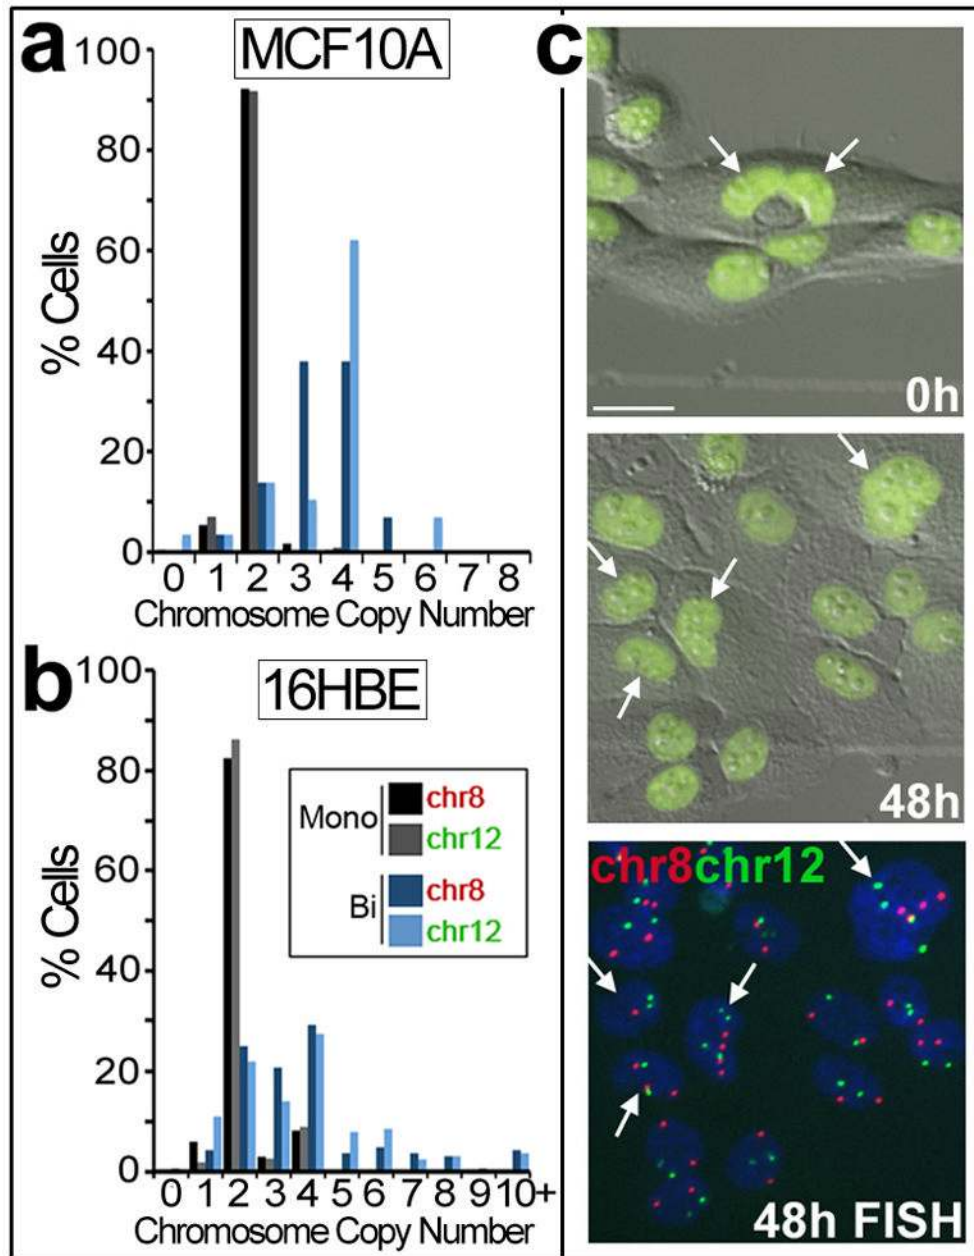 a
MCF10A
100
80
60
40
20
0
% Cells
0 1 2 3 4 5 6 7 8
Chromosome Copy Number
b
16HBE
100
80
60
40
20
0
% Cells
Mono
chr8
chr12
Bi
chr8
chr12
0 1 2 3 4 5 6 7 8 9 10+
Chromosome Copy Number
c
0h
48h
chr8chr12
48h FISH